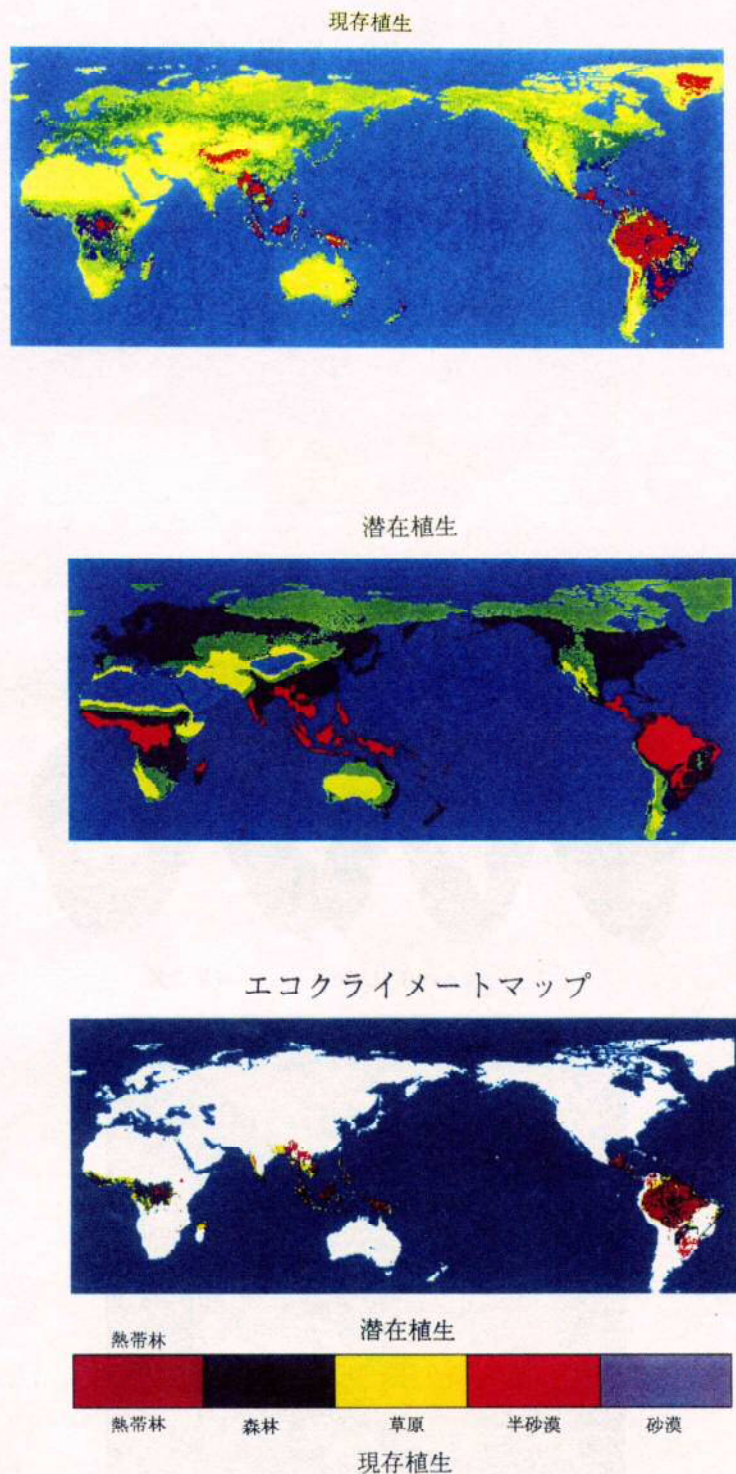 現存植生
潜在植生
エコクライメートマップ
熱帯林 潜在植生
熱帯林 森林 草原 半砂漠 砂漠
現存植生